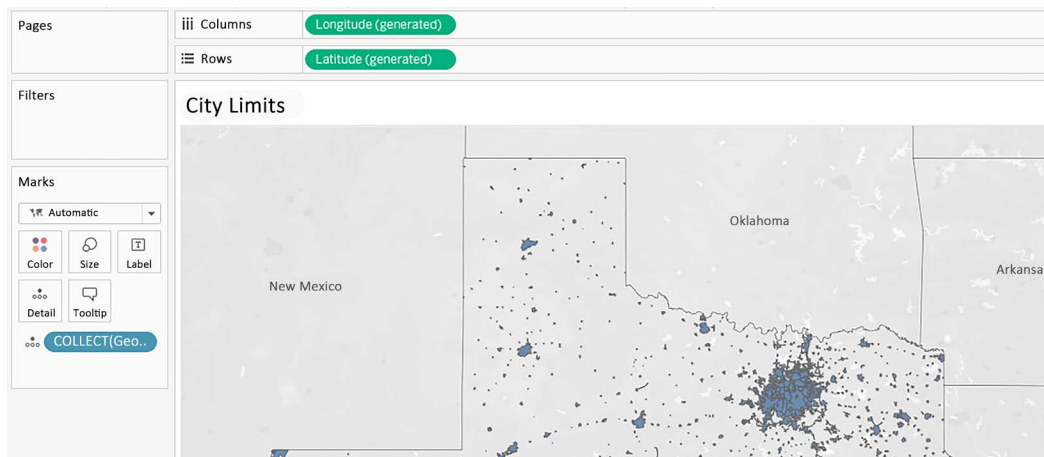 Pages
Columns
Longitude (generated)
Rows
Latitude (generated)
Filters
City Limits
Marks
Automatic
Color
Size
Label
Detail
Tooltip
COLLECT(Geo..
Oklahoma
New Mexico
Arkansa